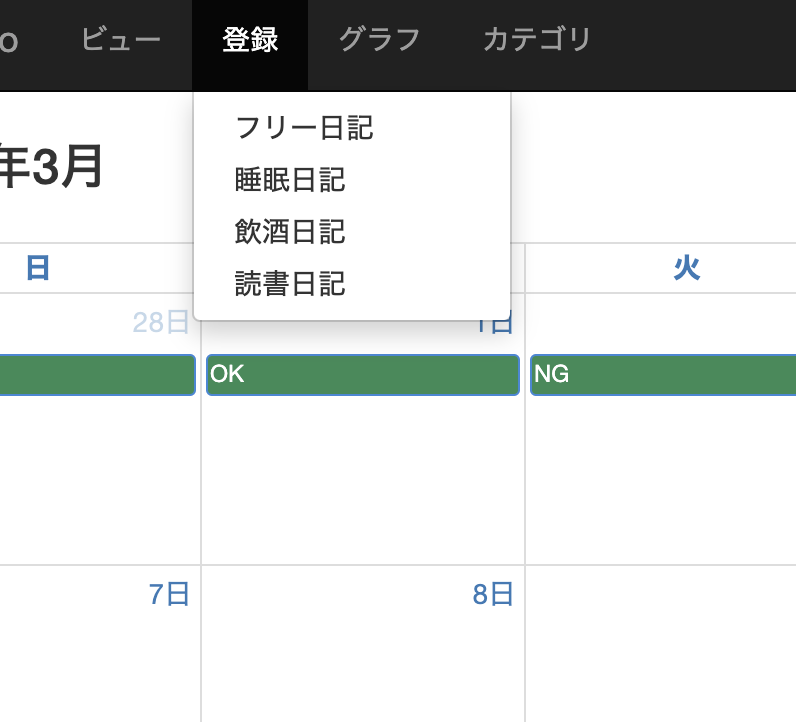 o ビュー 登録 グラフ カテゴリ
フリー日記
睡眠日記
飲酒日記
読書日記
年3月
日 火
28日 1日
OK NG
7日 8日